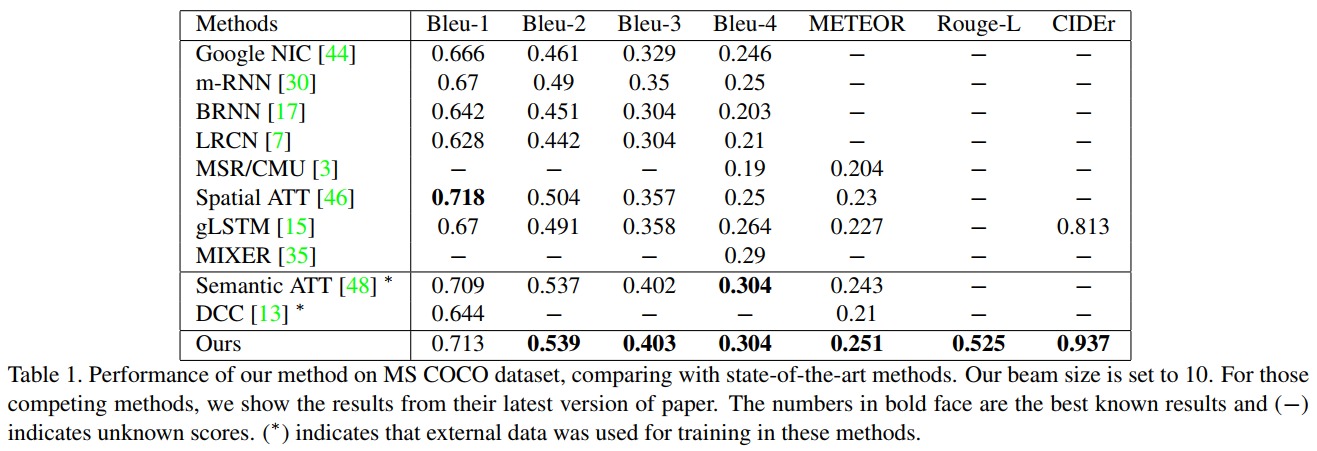 Methods Bleu-1 Bleu-2 Bleu-3 Bleu-4 METEOR Rouge-L CIDEr
Google NIC [44] 0.666 0.461 0.329 0.246 − − −
m-RNN [30] 0.67 0.49 0.35 0.25 − − −
BRNN [17] 0.642 0.451 0.304 0.203 − − −
LRCN [7] 0.628 0.442 0.304 0.21 − − −
MSR/CMU [3] − − − 0.19 0.204 − −
Spatial ATT [46] 0.718 0.504 0.357 0.25 0.23 − −
gLSTM [15] 0.67 0.491 0.358 0.264 0.227 − 0.813
MIXER [35] − − − 0.29 − − −
Semantic ATT [48] * 0.709 0.537 0.402 0.304 0.243 − −
DCC [13] * 0.644 − − − 0.21 − −
Ours 0.713 0.539 0.403 0.304 0.251 0.525 0.937
Table 1. Performance of our method on MS COCO dataset, comparing with state-of-the-art methods. Our beam size is set to 10. For those
competing methods, we show the results from their latest version of paper. The numbers in bold face are the best known results and (−)
indicates unknown scores. (*) indicates that external data was used for training in these methods.